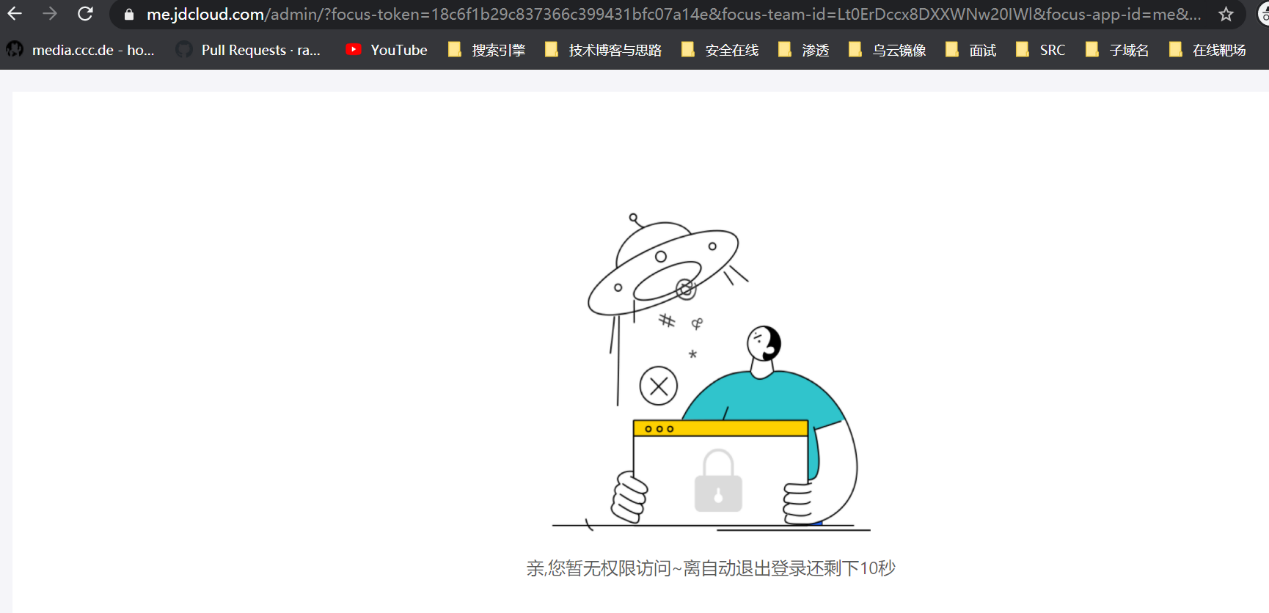 me.jdcloud.com/admin/?focus-token=18c6f1b29c837366c399431bfc07a14e&focus-team-id=Lt0ErDccx8DXXWNw20IWl&focus-app-id=me&...
media.ccc.de - ho... Pull Requests · ra... YouTube 搜索引擎 技术博客与思路 安全在线 渗透 乌云镜像 面试 SRC 子域名 在线靶场
# &
*
亲,您暂无权限访问~离自动退出登录还剩下10秒